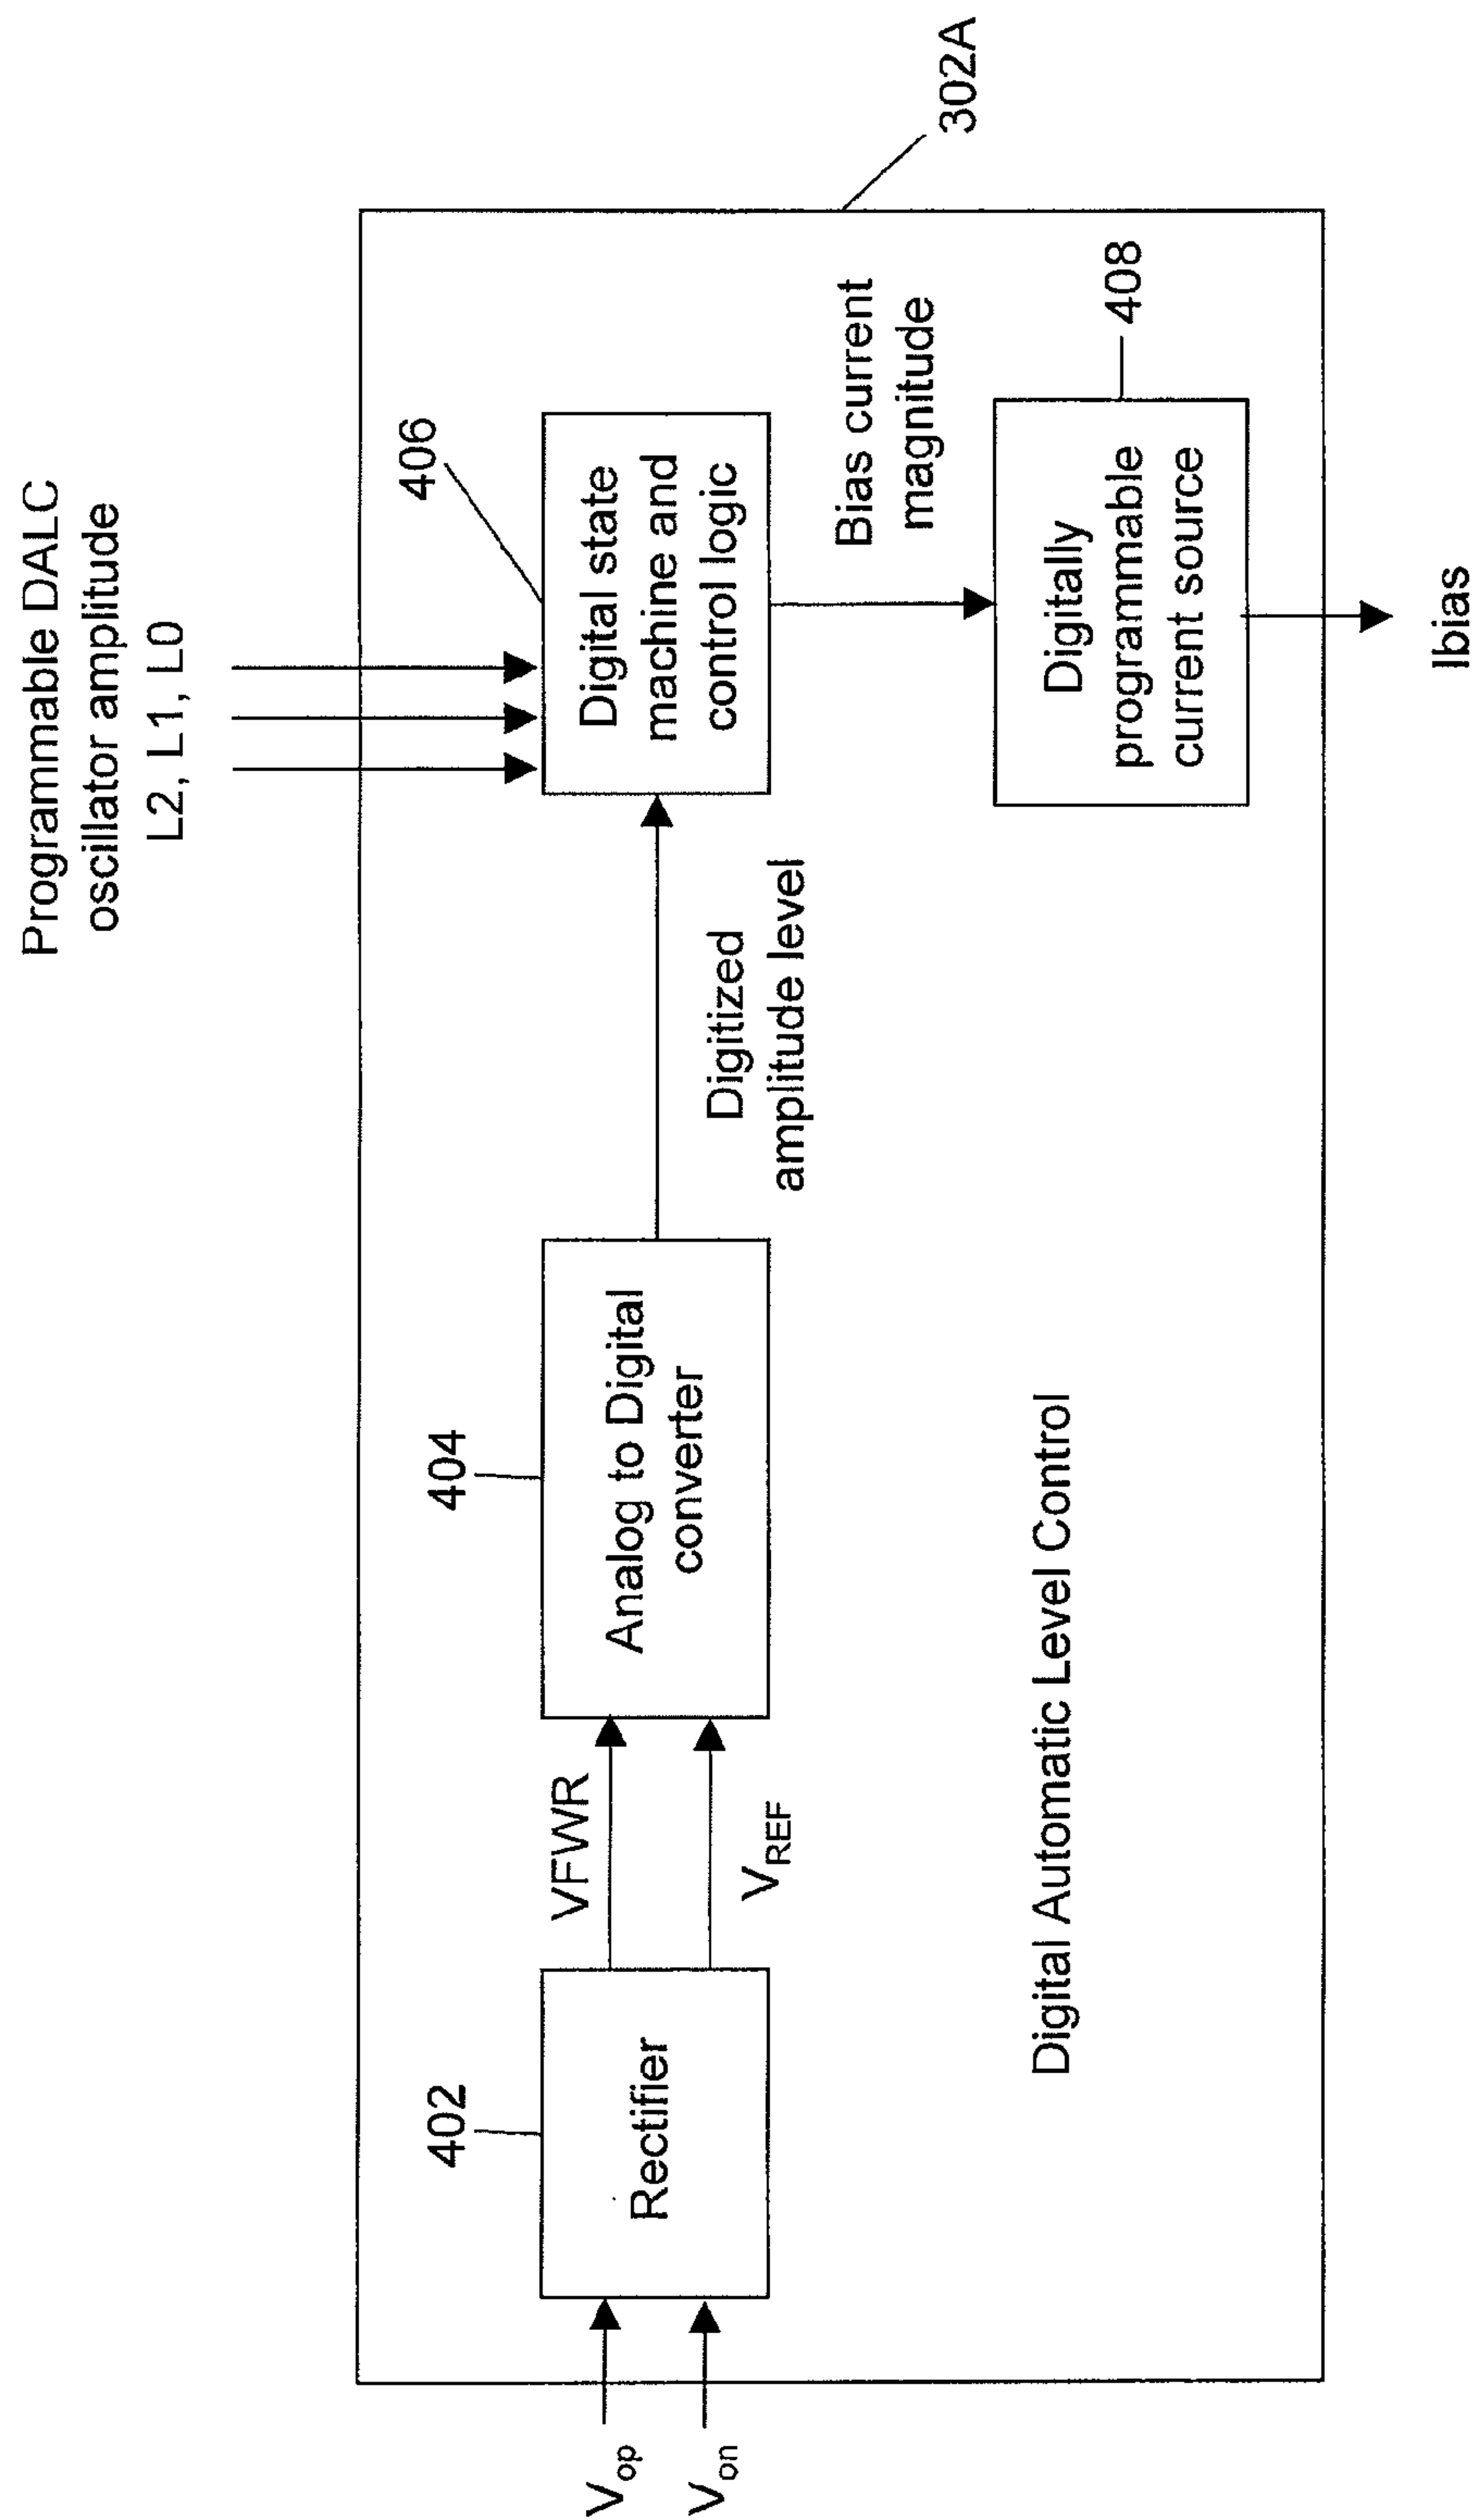 Programmable DALC
oscillator amplitude
L2, L1, L0
302A
402
404
406
Vop
Von
Rectifier
VFWR
VREF
Analog to Digital
converter
Digitized
amplitude level
Digital state
machine and
control logic
Bias current
magnitude
408
Digitally
programmable
current source
Digital Automatic Level Control
Ibias